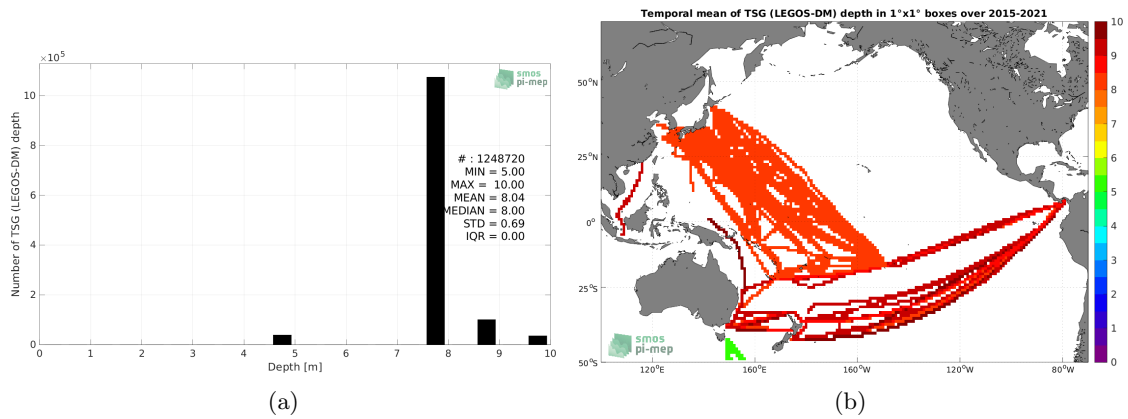 ×10⁵
10
8
6
4
2
0
Number of TSG (LEGOS-DM) depth
smos
pi-mep
# : 1248720
MIN = 5.00
MAX = 10.00
MEAN = 8.04
MEDIAN = 8.00
STD = 0.69
IQR = 0.00
0 1 2 3 4 5 6 7 8 9 10
Depth [m]
(a)
Temporal mean of TSG (LEGOS-DM) depth in 1°x1° boxes over 2015-2021
50°N
25°N
0°
25°S
50°S
smos
pi-mep
120°E 160°E 160°W 120°W 80°W
10
9
8
7
6
5
4
3
2
1
0
(b)